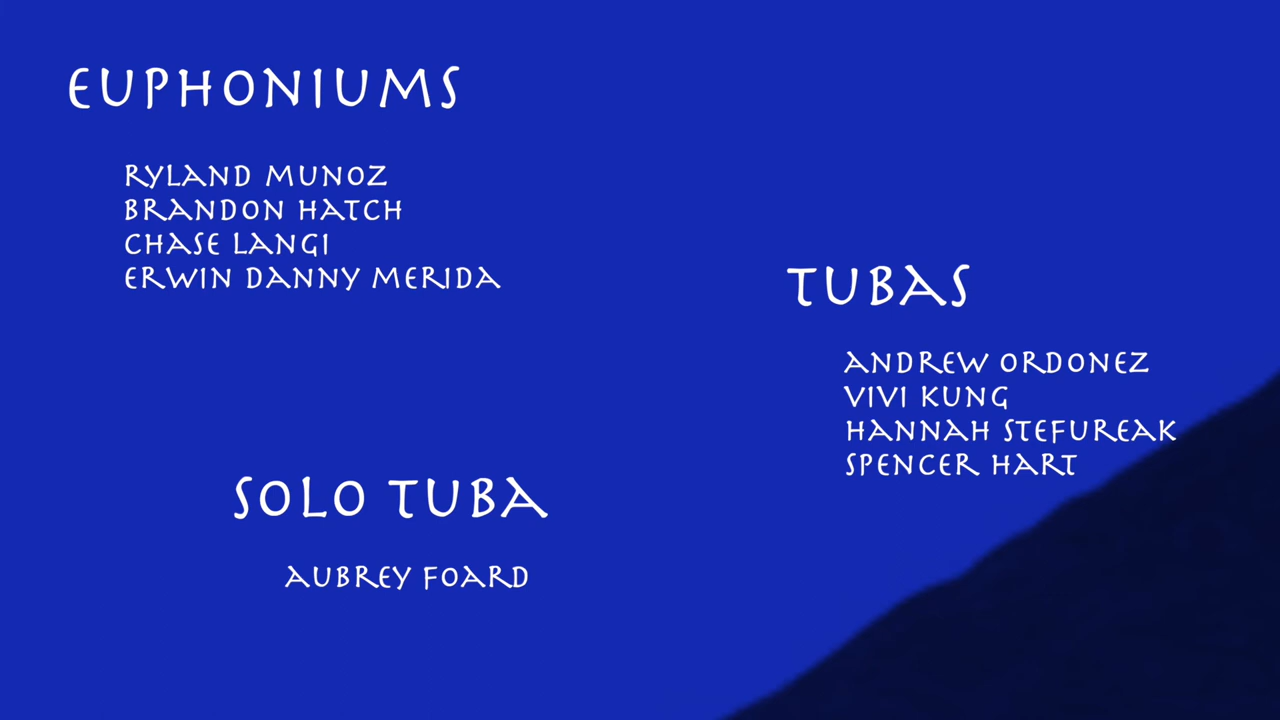 EUPHONIUMS
RYLAND MUNOZ
BRANDON HATCH
CHASE LANGI
ERWIN DANNY MERIDA
TUBAS
ANDREW ORDONEZ
VIVI KUNG
HANNAH STEFUREAK
SPENCER HART
SOLO TUBA
AUBREY FOARD